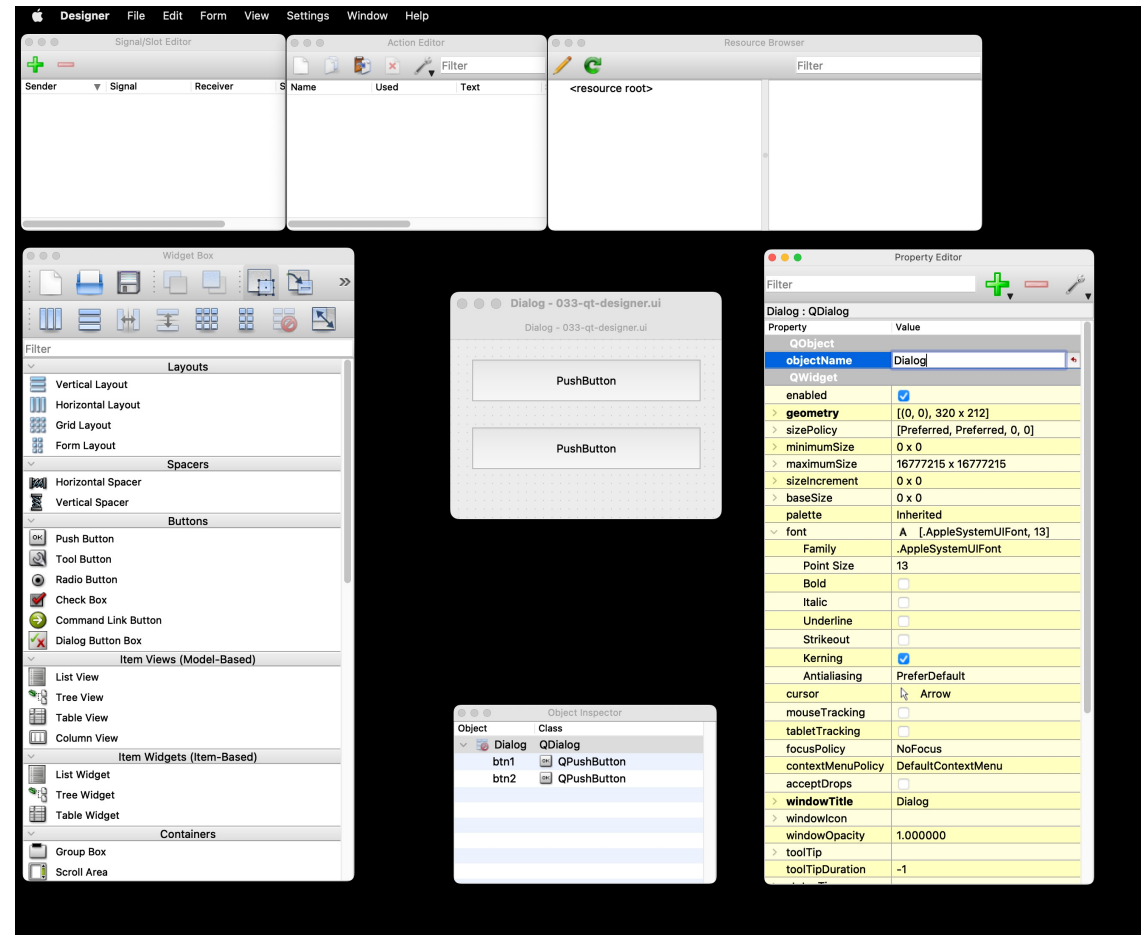 Designer File Edit Form View Settings Window Help
Signal/Slot Editor
Sender Signal Receiver S
Action Editor
Filter
Name Used Text
Resource Browser
Filter
<resource root>
Widget Box
»
Filter
Layouts
Vertical Layout
Horizontal Layout
Grid Layout
Form Layout
Spacers
Horizontal Spacer
Vertical Spacer
Buttons
OK Push Button
Tool Button
Radio Button
Check Box
Command Link Button
Dialog Button Box
Item Views (Model-Based)
List View
Tree View
Table View
Column View
Item Widgets (Item-Based)
List Widget
Tree Widget
Table Widget
Containers
Group Box
Scroll Area
Dialog - 033-qt-designer.ui
Dialog - 033-qt-designer.ui
PushButton
PushButton
Object Inspector
Object Class
Dialog QDialog
btn1 QPushButton
btn2 QPushButton
Property Editor
Filter
Dialog : QDialog
Property Value
QObject
objectName Dialog
QWidget
enabled
geometry [(0, 0), 320 x 212]
sizePolicy [Preferred, Preferred, 0, 0]
minimumSize 0 x 0
maximumSize 16777215 x 16777215
sizeIncrement 0 x 0
baseSize 0 x 0
palette Inherited
font A [.AppleSystemUIFont, 13]
Family .AppleSystemUIFont
Point Size 13
Bold
Italic
Underline
Strikeout
Kerning
Antialiasing PreferDefault
cursor Arrow
mouseTracking
tabletTracking
focusPolicy NoFocus
contextMenuPolicy DefaultContextMenu
acceptDrops
windowTitle Dialog
windowIcon
windowOpacity 1.000000
toolTip
toolTipDuration -1